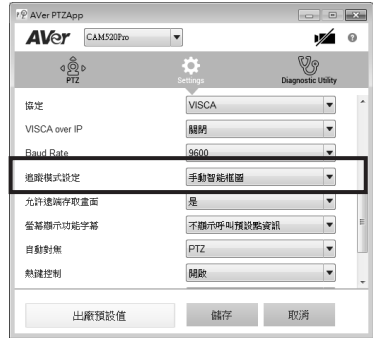 AVer PTZApp
AVer CAM520Pro
PTZ Settings Diagnostic Utility
協定 VISCA
VISCA over IP 關閉
Baud Rate 9600
追蹤模式設定 手動智能框圖
允許遠端存取畫面 是
螢幕顯示功能字幕 不顯示呼叫預設點資訊
自動對焦 PTZ
熱鍵控制 開啟
出廠預設值 儲存 取消